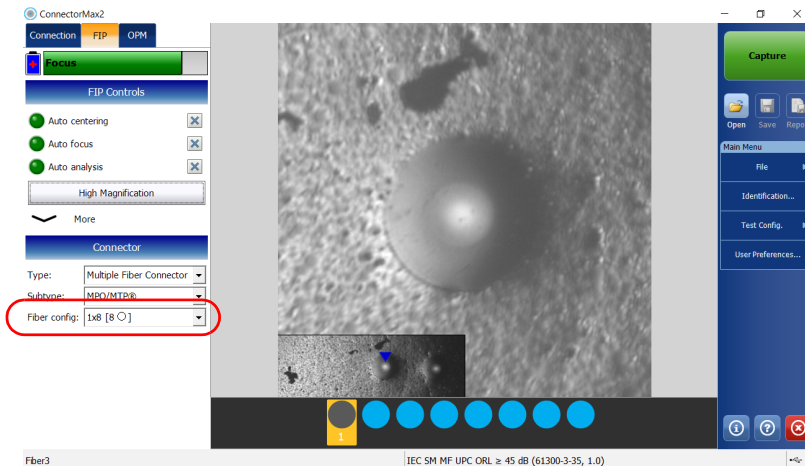 ConnectorMax2
Connection FIP OPM
Focus
FIP Controls
Auto centering
Auto focus
Auto analysis
High Magnification
More
Connector
Type: Multiple Fiber Connector
Subtype: MPO/MTP®
Fiber config: 1x8 [8 ○]
1
Capture
Open Save Repo
Main Menu
File
Identification...
Test Config.
User Preferences...
Fiber3
IEC SM MF UPC ORL ≥ 45 dB (61300-3-35, 1.0)